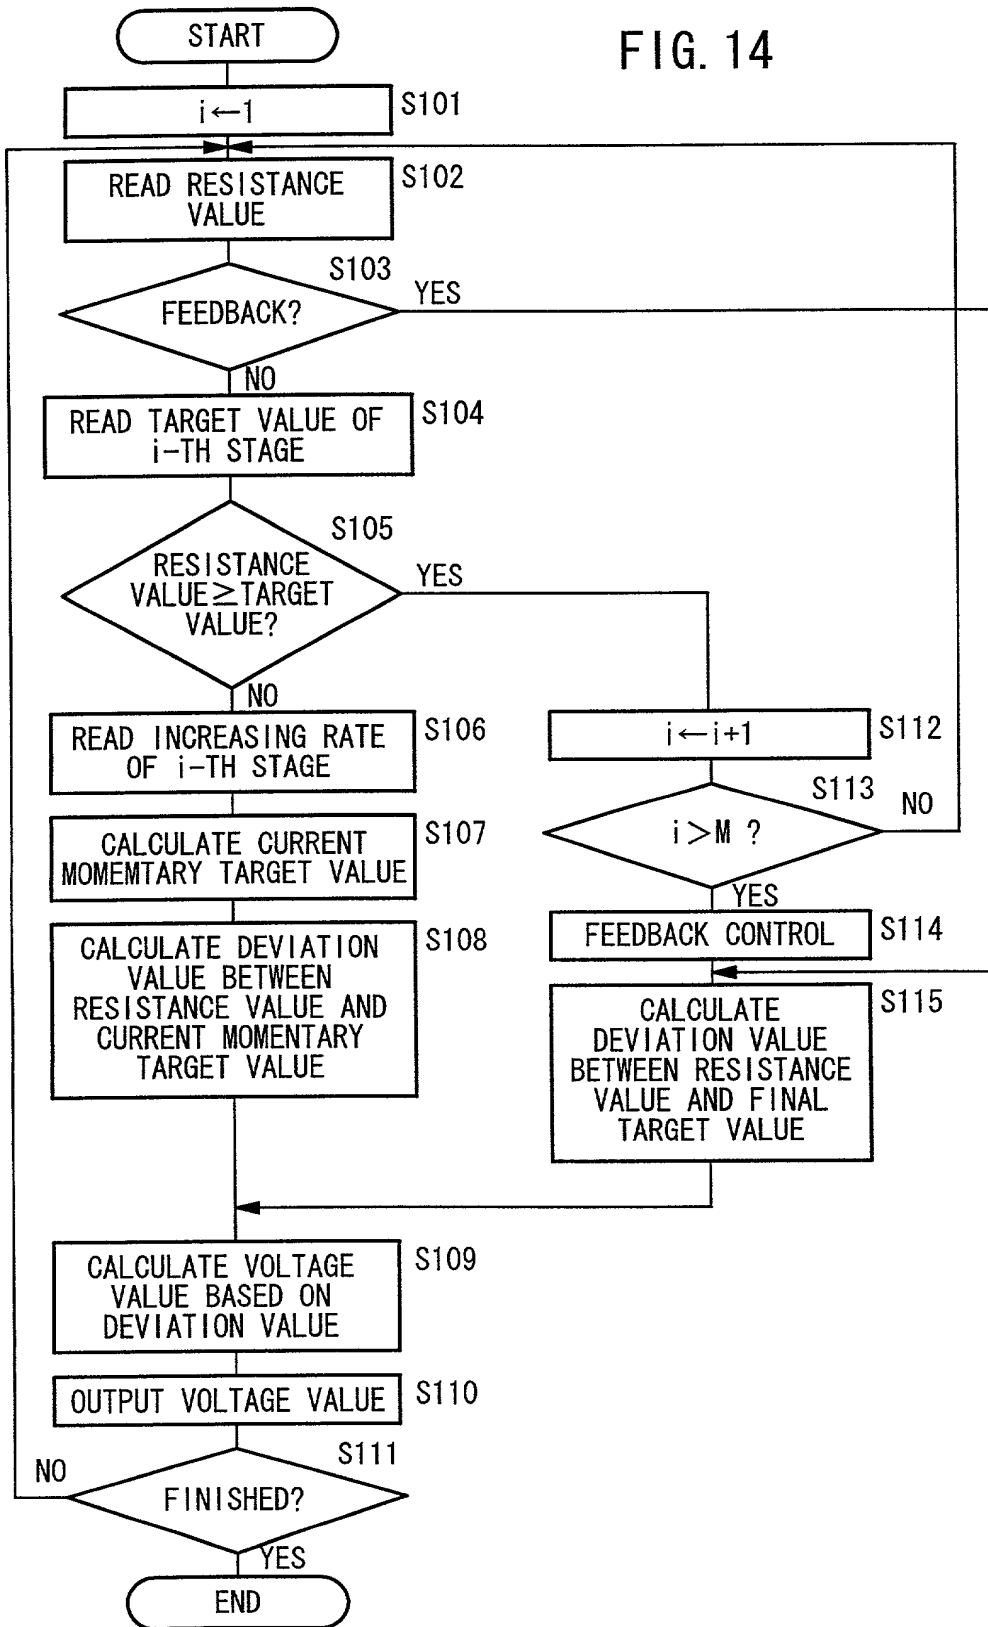 FIG. 14
START
i←1
S101
READ RESISTANCE
VALUE
S102
S103
FEEDBACK?
YES
NO
READ TARGET VALUE OF
i-TH STAGE
S104
S105
RESISTANCE
VALUE≧TARGET
VALUE?
YES
NO
READ INCREASING RATE
OF i-TH STAGE
S106
CALCULATE CURRENT
MOMEMTARY TARGET VALUE
S107
CALCULATE DEVIATION
VALUE BETWEEN
RESISTANCE VALUE AND
CURRENT MOMENTARY
TARGET VALUE
S108
i←i+1
S112
S113
i>M ?
NO
YES
FEEDBACK CONTROL
S114
CALCULATE
DEVIATION VALUE
BETWEEN RESISTANCE
VALUE AND FINAL
TARGET VALUE
S115
CALCULATE VOLTAGE
VALUE BASED ON
DEVIATION VALUE
S109
OUTPUT VOLTAGE VALUE
S110
S111
NO
FINISHED?
YES
END